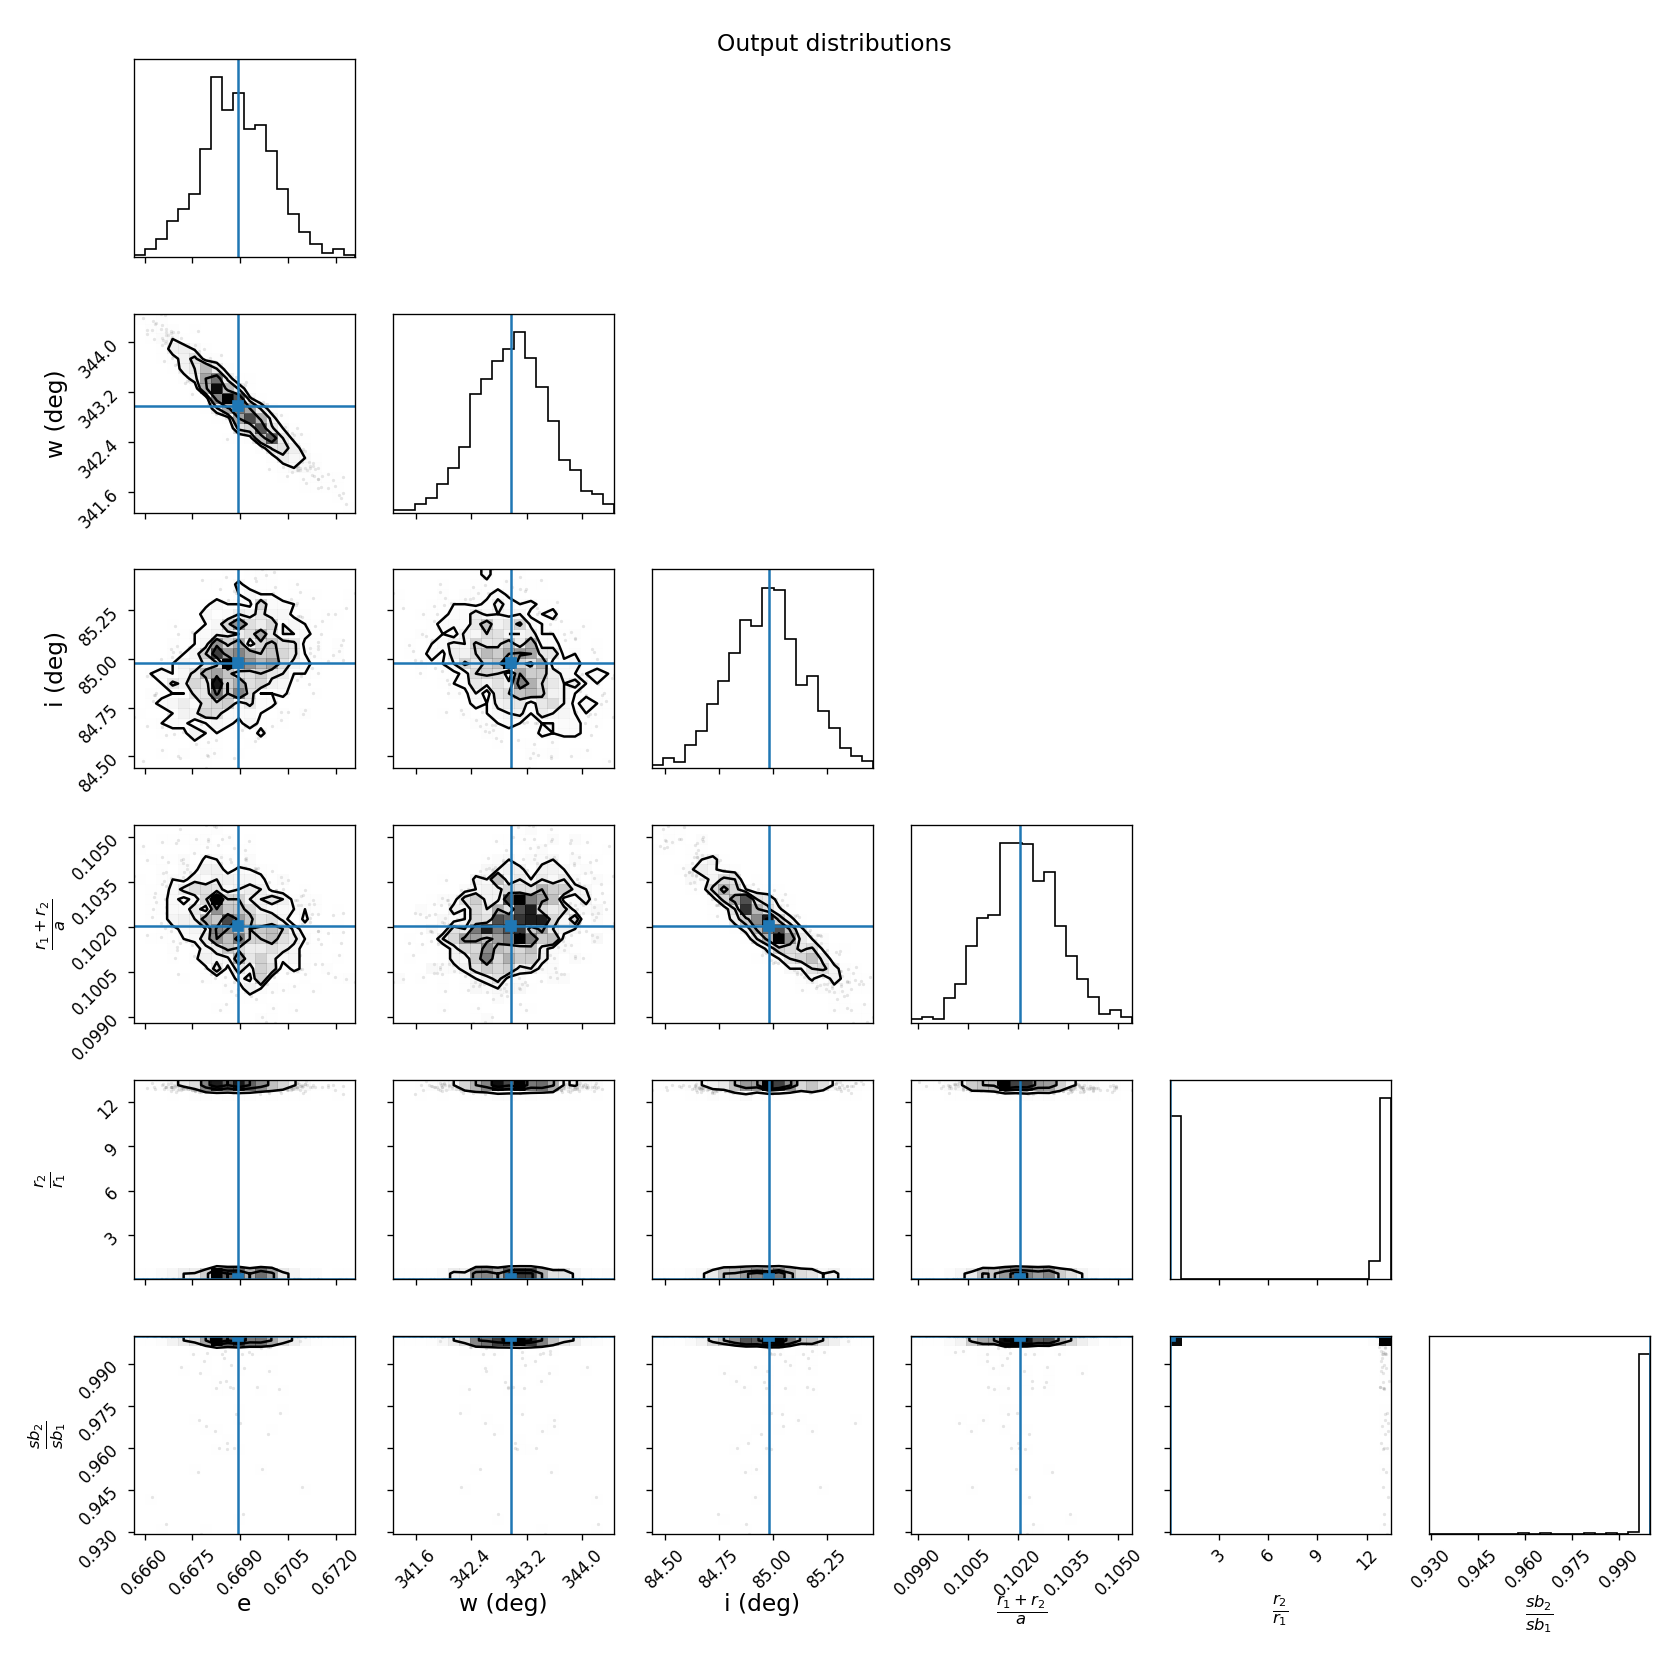 Output distributions
w (deg)
344.0
343.2
342.4
341.6
i (deg)
85.25
85.00
84.75
84.50
r₁ + r₂
a
0.1050
0.1035
0.1020
0.1005
0.0990
r₂
r₁
12
9
6
3
sb₂
sb₁
0.990
0.975
0.960
0.945
0.930
0.6660 0.6675 0.6690 0.6705 0.6720
341.6 342.4 343.2 344.0
84.50 84.75 85.00 85.25
0.0990 0.1005 0.1020 0.1035 0.1050
3 6 9 12
0.930 0.945 0.960 0.975 0.990
e
w (deg)
i (deg)
r₁ + r₂
a
r₂
r₁
sb₂
sb₁